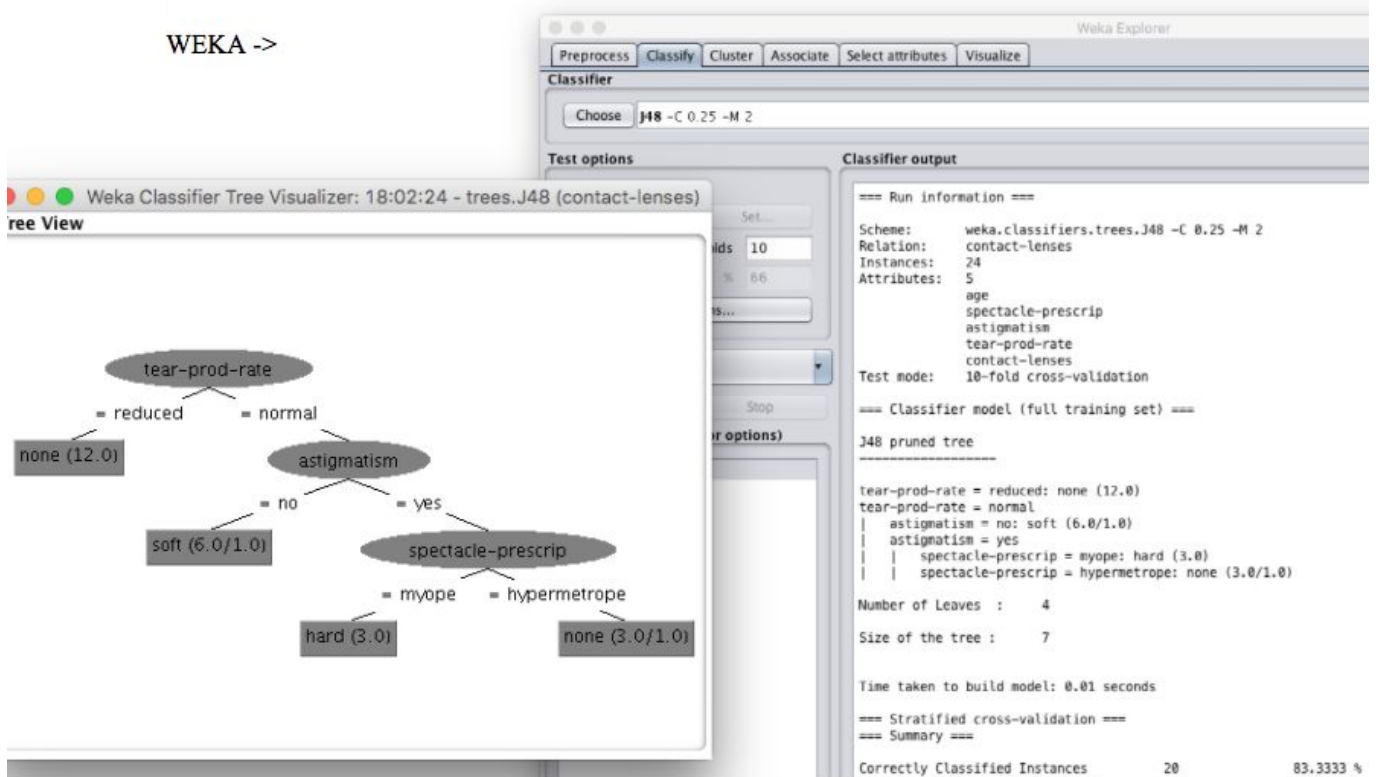 WEKA ->
Weka Explorer
Preprocess Classify Cluster Associate Select attributes Visualize
Classifier
Choose J48 -C 0.25 -M 2
Test options
Set...
10
% 66
Stop
options)
Weka Classifier Tree Visualizer: 18:02:24 - trees.J48 (contact-lenses)
View
tear-prod-rate
= reduced = normal
none (12.0)
astigmatism
= no = yes
soft (6.0/1.0)
spectacle-prescrip
= myope = hypermetrope
hard (3.0) none (3.0/1.0)
Classifier output
=== Run information ===
Scheme: weka.classifiers.trees.J48 -C 0.25 -M 2
Relation: contact-lenses
Instances: 24
Attributes: 5
age
spectacle-prescrip
astigmatism
tear-prod-rate
contact-lenses
Test mode: 10-fold cross-validation
=== Classifier model (full training set) ===
J48 pruned tree
------------------
tear-prod-rate = reduced: none (12.0)
tear-prod-rate = normal
| astigmatism = no: soft (6.0/1.0)
| astigmatism = yes
| | spectacle-prescrip = myope: hard (3.0)
| | spectacle-prescrip = hypermetrope: none (3.0/1.0)
Number of Leaves : 4
Size of the tree : 7
Time taken to build model: 0.01 seconds
=== Stratified cross-validation ===
=== Summary ===
Correctly Classified Instances 20 83.3333 %